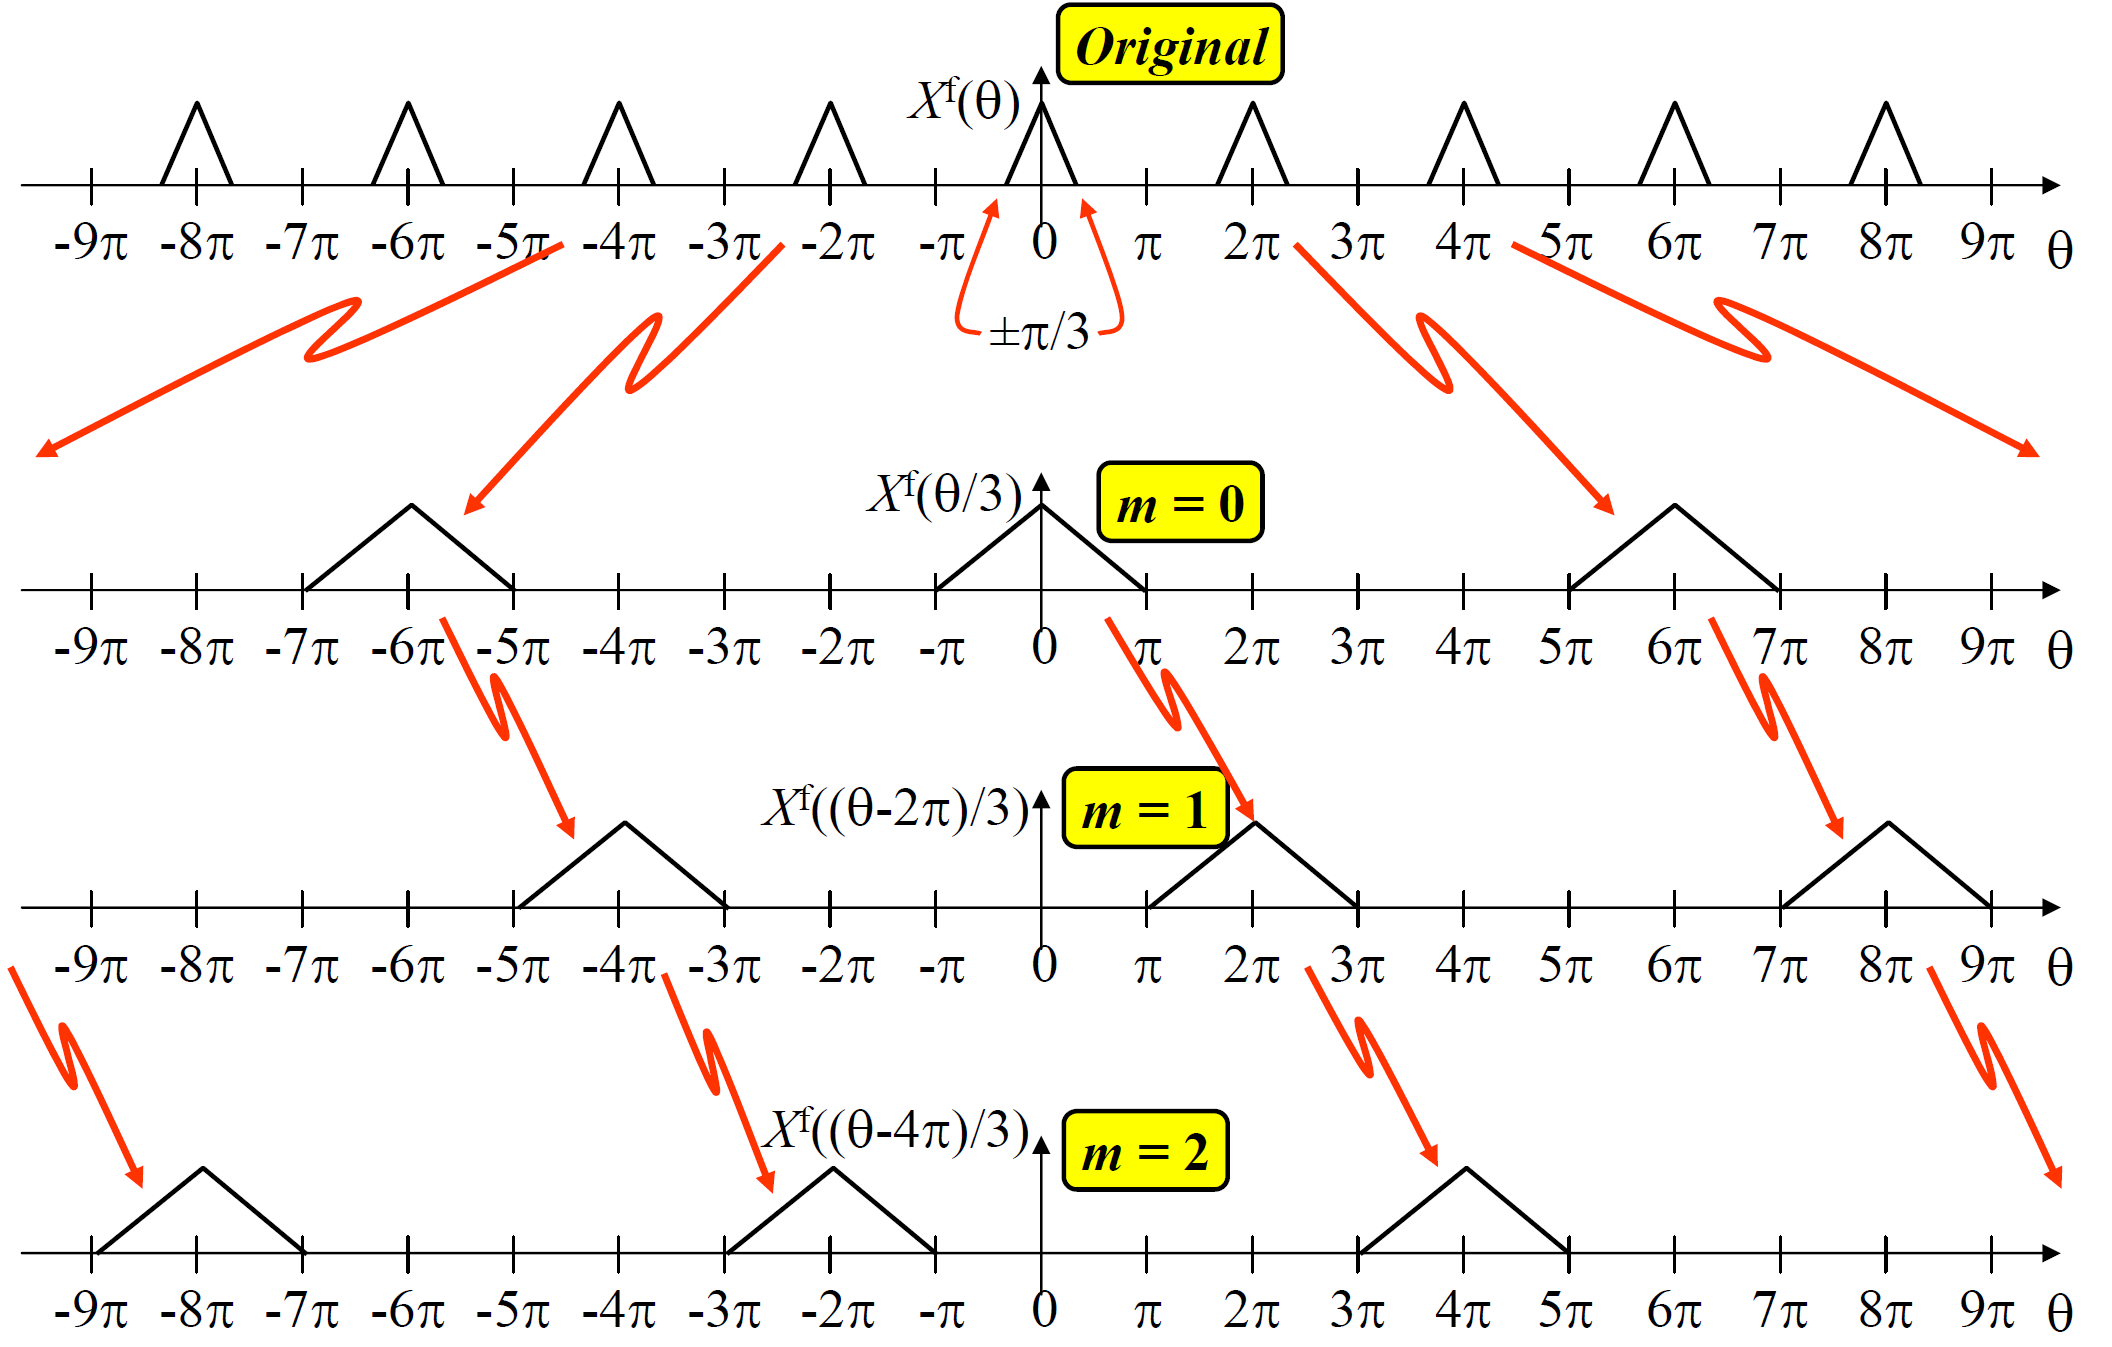 Original
Xᶠ(θ)
-9π -8π -7π -6π -5π -4π -3π -2π -π 0 π 2π 3π 4π 5π 6π 7π 8π 9π θ
±π/3
Xᶠ(θ/3) m = 0
-9π -8π -7π -6π -5π -4π -3π -2π -π 0 π 2π 3π 4π 5π 6π 7π 8π 9π θ
Xᶠ((θ-2π)/3) m = 1
-9π -8π -7π -6π -5π -4π -3π -2π -π 0 π 2π 3π 4π 5π 6π 7π 8π 9π θ
Xᶠ((θ-4π)/3) m = 2
-9π -8π -7π -6π -5π -4π -3π -2π -π 0 π 2π 3π 4π 5π 6π 7π 8π 9π θ